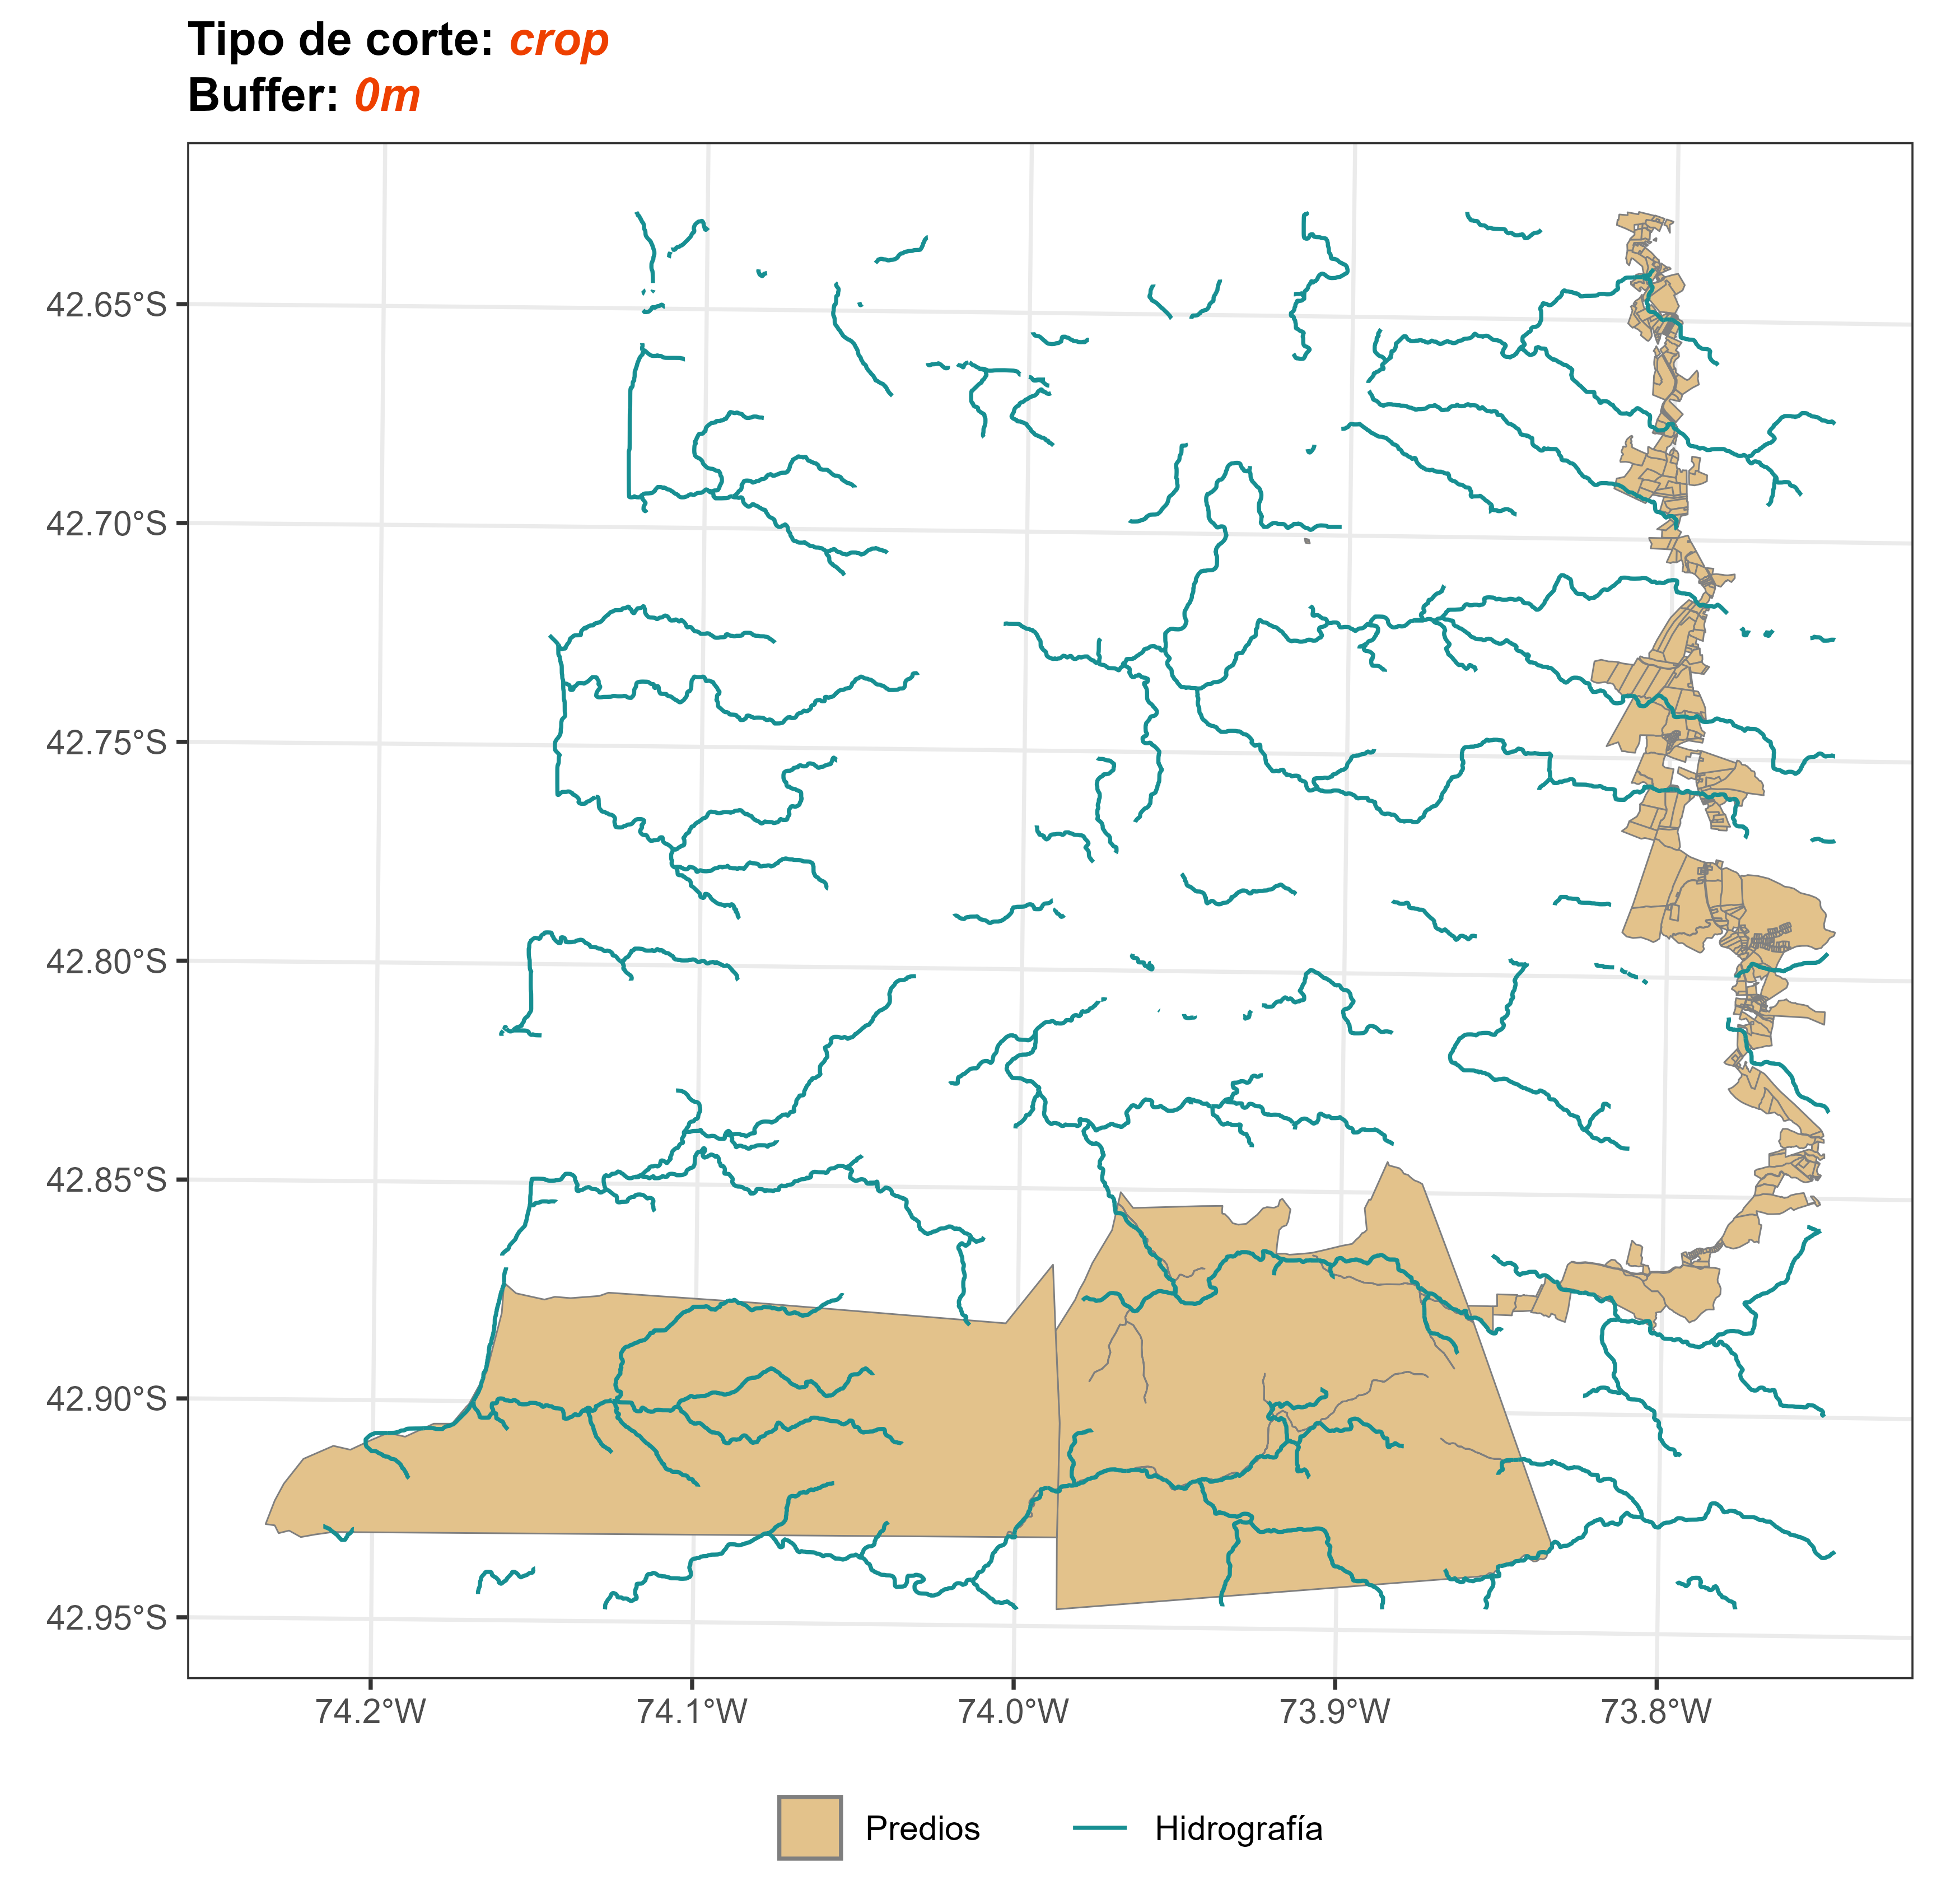 Tipo de corte: crop
Buffer: 0m
42.65°S
42.70°S
42.75°S
42.80°S
42.85°S
42.90°S
42.95°S
74.2°W 74.1°W 74.0°W 73.9°W 73.8°W
Predios Hidrografía